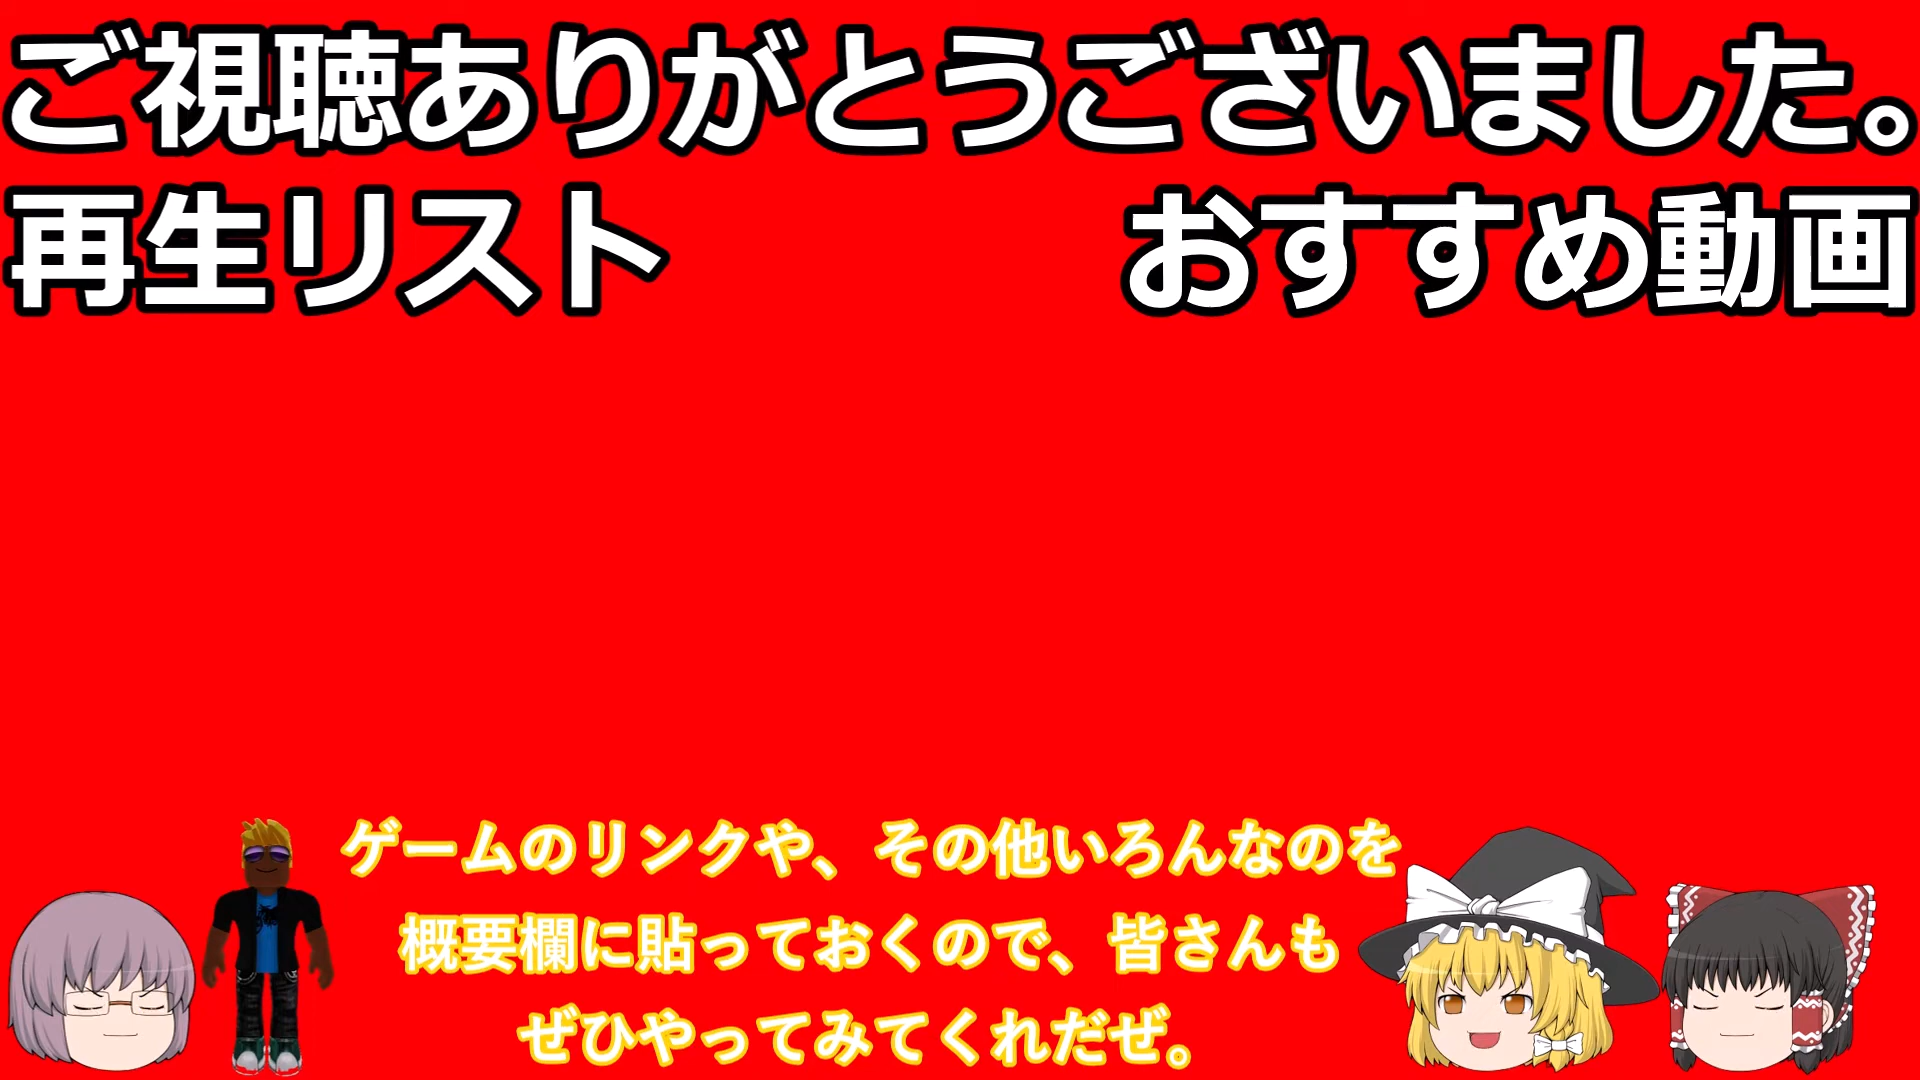 ご視聴ありがとうございました。
再生リスト
おすすめ動画
ゲームのリンクや、その他いろんなのを
概要欄に貼っておくので、皆さんも
ぜひやってみてくれだぜ。